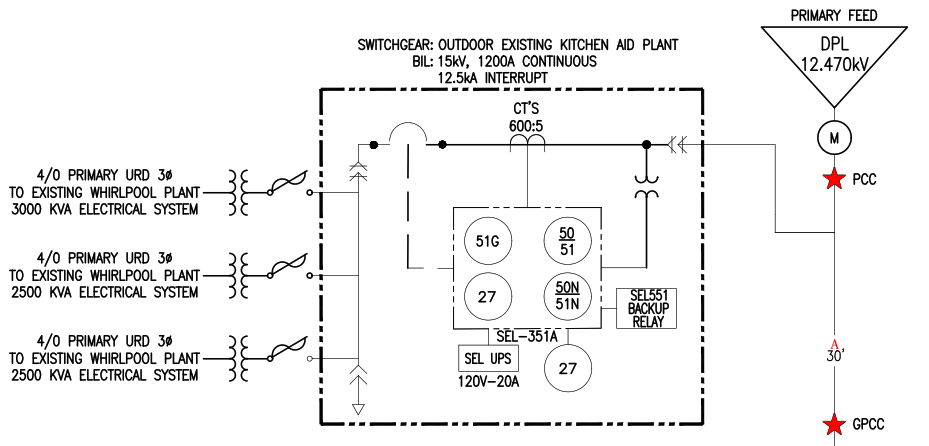 PRIMARY FEED
DPL
12.470kV
M
PCC
SWITCHGEAR: OUTDOOR EXISTING KITCHEN AID PLANT
BIL: 15kV, 1200A CONTINUOUS
12.5kA INTERRUPT
CT'S
600:5
4/0 PRIMARY URD 3ø
TO EXISTING WHIRLPOOL PLANT
3000 KVA ELECTRICAL SYSTEM
4/0 PRIMARY URD 3ø
TO EXISTING WHIRLPOOL PLANT
2500 KVA ELECTRICAL SYSTEM
4/0 PRIMARY URD 3ø
TO EXISTING WHIRLPOOL PLANT
2500 KVA ELECTRICAL SYSTEM
51G
50
51
27
50N
51N
SEL551
BACKUP
RELAY
SEL-351A
SEL UPS
120V-20A
27
A
30'
GPCC